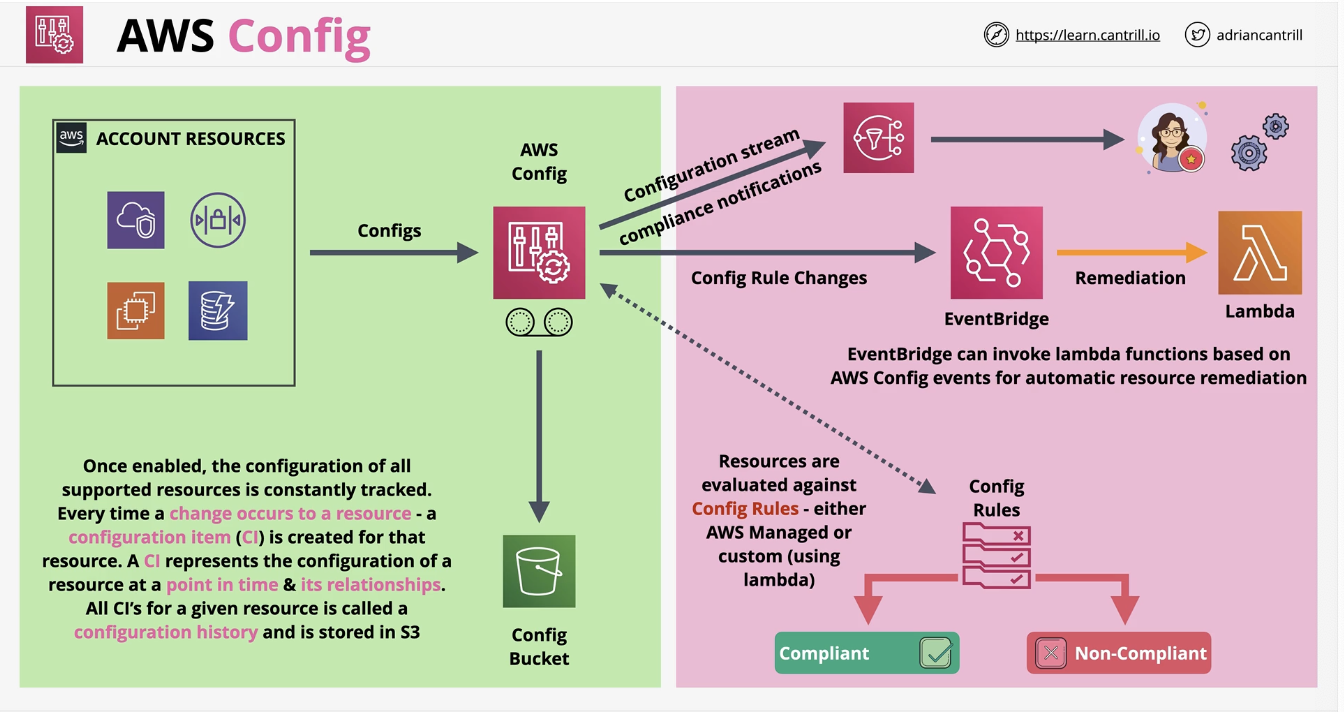 AWS Config
https://learn.cantrill.io
adriancantrill
aws
ACCOUNT RESOURCES
Configs
AWS
Config
Configuration stream
compliance notifications
Config Rule Changes
EventBridge
Remediation
Lambda
EventBridge can invoke lambda functions based on
AWS Config events for automatic resource remediation
Once enabled, the configuration of all
supported resources is constantly tracked.
Every time a change occurs to a resource - a
configuration item (CI) is created for that
resource. A CI represents the configuration of a
resource at a point in time & its relationships.
All CI's for a given resource is called a
configuration history and is stored in S3
Config
Bucket
Resources are
evaluated against
Config Rules - either
AWS Managed or
custom (using
lambda)
Config
Rules
Compliant
Non-Compliant